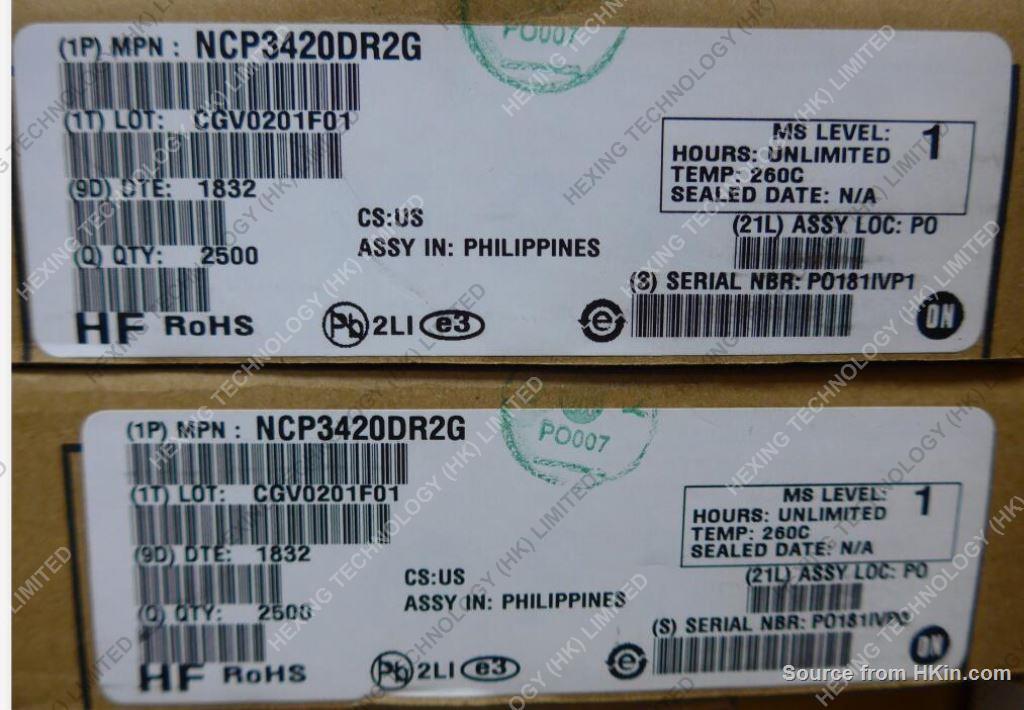 PO007
(1P) MPN : NCP3420DR2G
(1T) LOT: CGV0201F01
(9D) DTE: 1832
(Q) QTY: 2500
HF RoHS
CS:US
ASSY IN: PHILIPPINES
Pb 2LI e3
MS LEVEL: 1
HOURS: UNLIMITED
TEMP: 260C
SEALED DATE: N/A
(21L) ASSY LOC: PO
(S) SERIAL NBR: PO181IVP1
e
ON
PO007
(1P) MPN : NCP3420DR2G
(1T) LOT: CGV0201F01
(9D) DTE: 1832
(Q) QTY: 2500
HF RoHS
CS:US
ASSY IN: PHILIPPINES
Pb 2LI e3
MS LEVEL: 1
HOURS: UNLIMITED
TEMP: 260C
SEALED DATE: N/A
(21L) ASSY LOC: PO
(S) SERIAL NBR:
e
ON
HEXING TECHNOLOGY (HK) LIMITED
Source from HKin.com